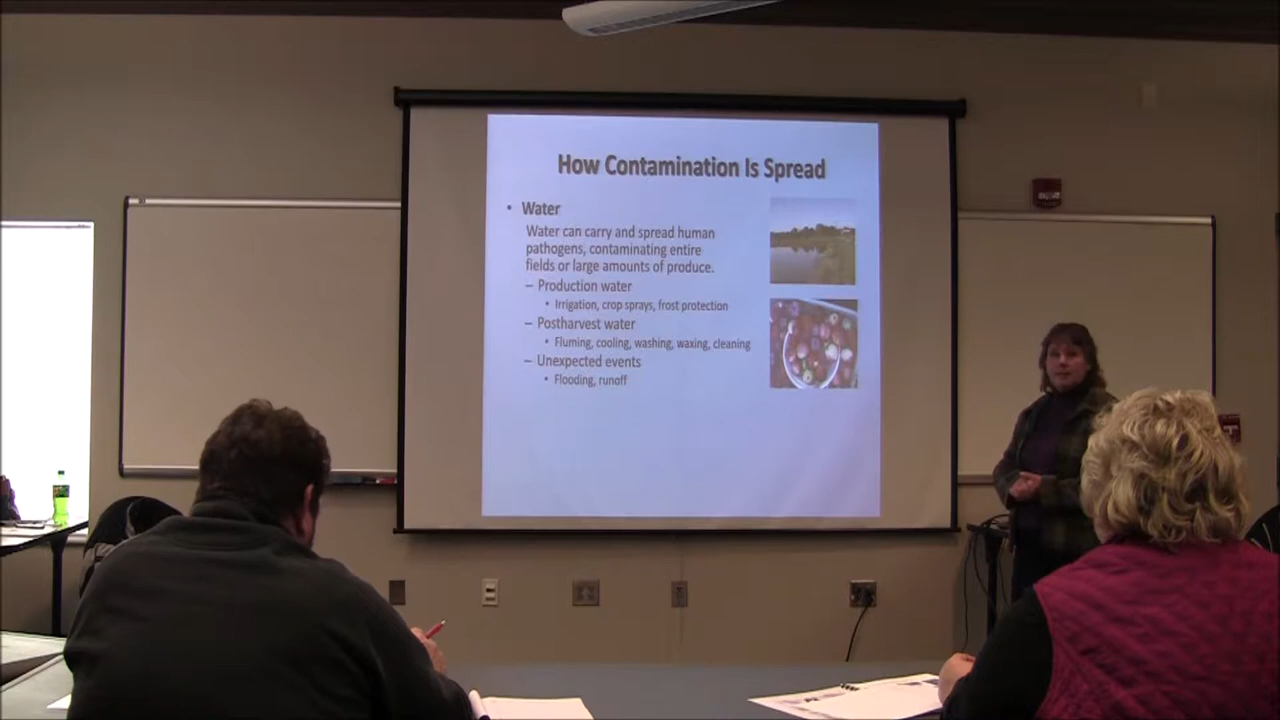 How Contamination Is Spread
• Water
Water can carry and spread human
pathogens, contaminating entire
fields or large amounts of produce.
– Production water
• Irrigation, crop sprays, frost protection
– Postharvest water
• Fluming, cooling, washing, waxing, cleaning
– Unexpected events
• Flooding, runoff